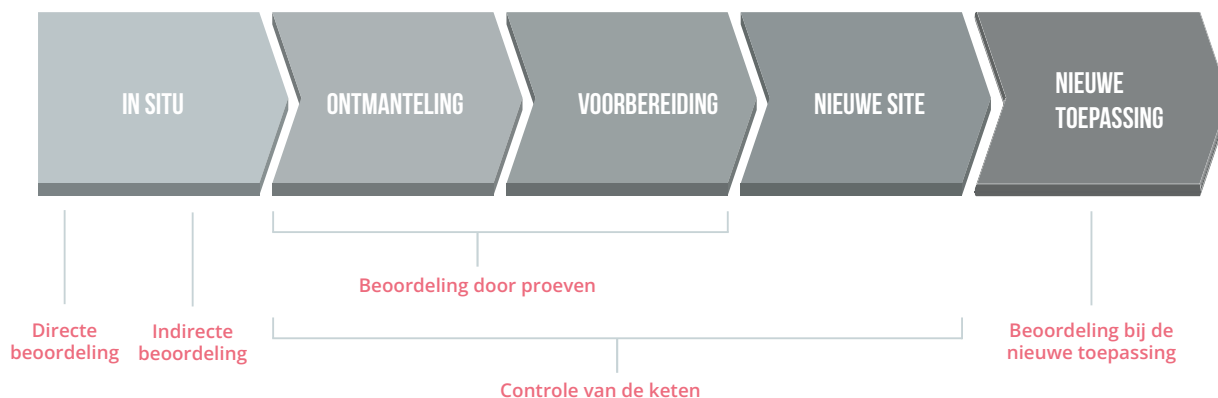 IN SITU
ONTMANTELING
VOORBEREIDING
NIEUWE SITE
NIEUWE
TOEPASSING
Beoordeling door proeven
Directe
beoordeling
Indirecte
beoordeling
Beoordeling bij de
nieuwe toepassing
Controle van de keten